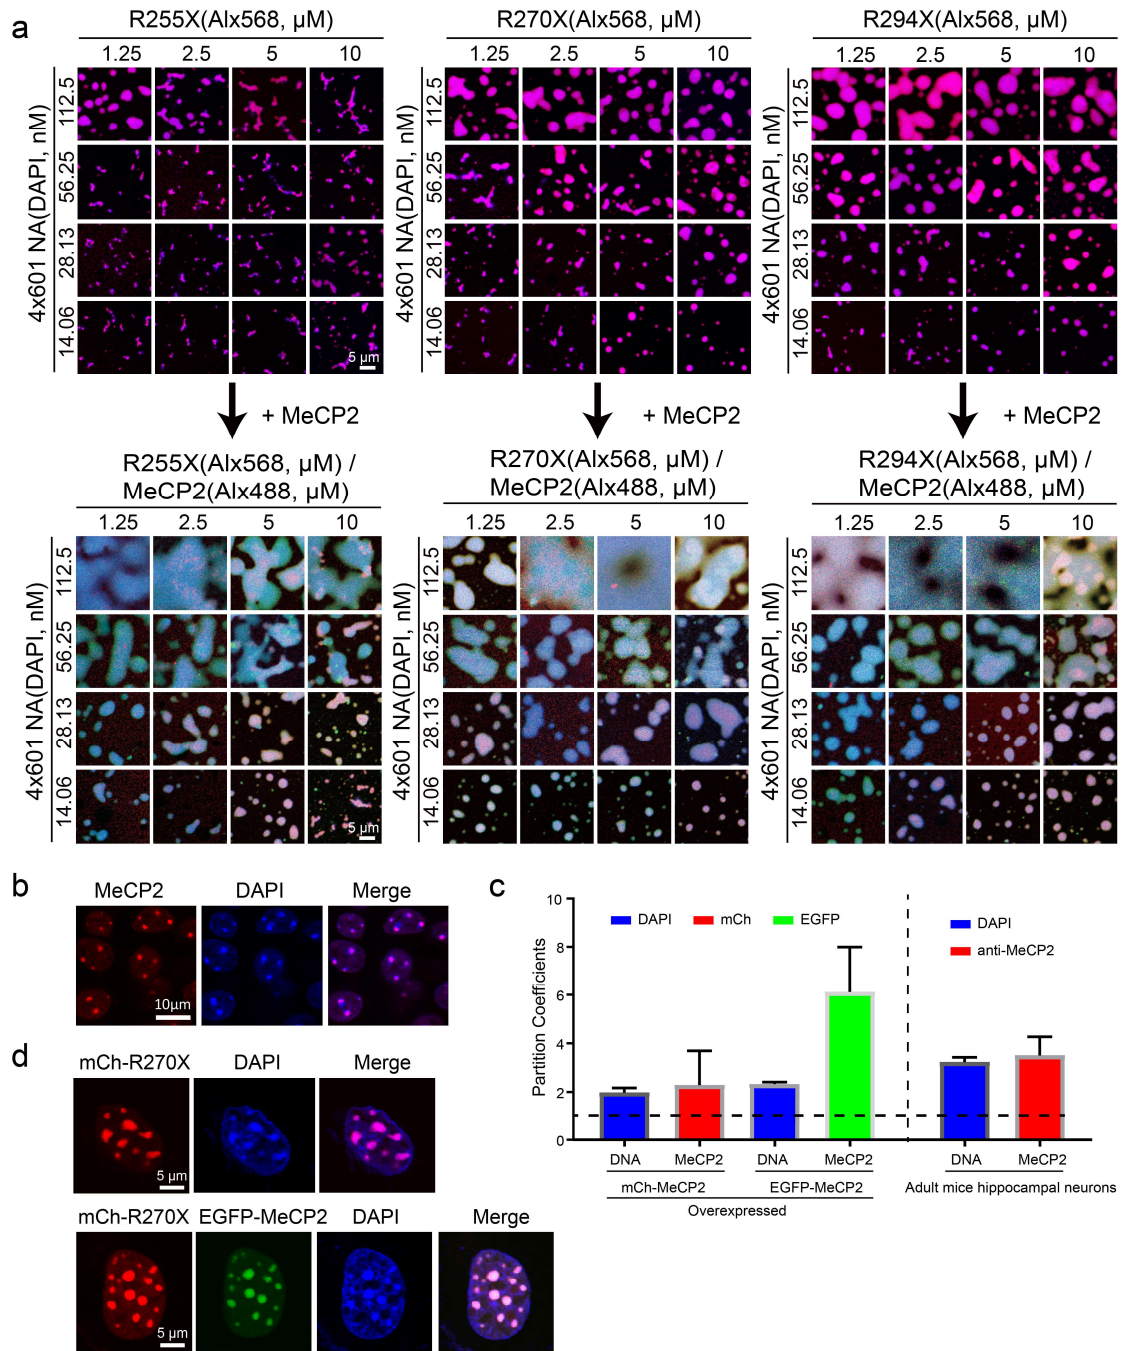 a
R255X(Alx568, µM)
R270X(Alx568, µM)
R294X(Alx568, µM)
1.25 2.5 5 10
1.25 2.5 5 10
1.25 2.5 5 10
4x601 NA(DAPI, nM)
112.5
56.25
28.13
14.06
5 µm
4x601 NA(DAPI, nM)
112.5
56.25
28.13
14.06
4x601 NA(DAPI, nM)
112.5
56.25
28.13
14.06
+ MeCP2
+ MeCP2
+ MeCP2
R255X(Alx568, µM) /
MeCP2(Alx488, µM)
R270X(Alx568, µM) /
MeCP2(Alx488, µM)
R294X(Alx568, µM) /
MeCP2(Alx488, µM)
1.25 2.5 5 10
1.25 2.5 5 10
1.25 2.5 5 10
4x601 NA(DAPI, nM)
112.5
56.25
28.13
14.06
5 µm
4x601 NA(DAPI, nM)
112.5
56.25
28.13
14.06
4x601 NA(DAPI, nM)
112.5
56.25
28.13
14.06
b
MeCP2 DAPI Merge
10µm
c
Partition Coefficients
10
8
6
4
2
0
DAPI mCh EGFP
DAPI
anti-MeCP2
DNA MeCP2 DNA MeCP2 DNA MeCP2
mCh-MeCP2 EGFP-MeCP2 Adult mice hippocampal neurons
Overexpressed
d
mCh-R270X DAPI Merge
5 µm
mCh-R270X EGFP-MeCP2 DAPI Merge
5 µm